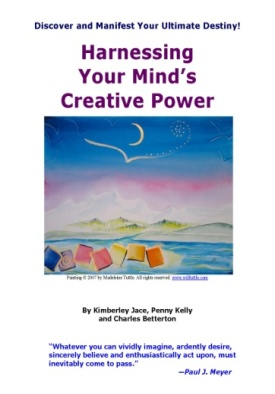 Discover and Manifest Your Ultimate Destiny!
Harnessing
Your Mind's
Creative Power
Painting © 2007 by Madeleine Tuttle. All rights reserved. www.willtuttle.com
By Kimberley Jace, Penny Kelly
and Charles Betterton
"Whatever you can vividly imagine, ardently desire,
sincerely believe and enthusiastically act upon, must
inevitably come to pass."
—Paul J. Meyer